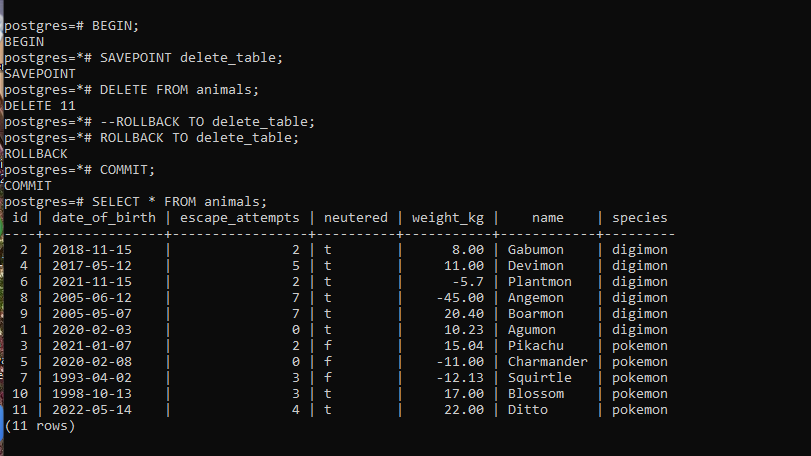 postgres=# BEGIN;
BEGIN
postgres=*# SAVEPOINT delete_table;
SAVEPOINT
postgres=*# DELETE FROM animals;
DELETE 11
postgres=*# --ROLLBACK TO delete_table;
postgres=*# ROLLBACK TO delete_table;
ROLLBACK
postgres=*# COMMIT;
COMMIT
postgres=# SELECT * FROM animals;
 id | date_of_birth | escape_attempts | neutered | weight_kg |    name    | species
----+---------------+-----------------+----------+-----------+------------+---------
  2 | 2018-11-15    |               2 | t        |      8.00 | Gabumon    | digimon
  4 | 2017-05-12    |               5 | t        |     11.00 | Devimon    | digimon
  6 | 2021-11-15    |               2 | t        |      -5.7 | Plantmon   | digimon
  8 | 2005-06-12    |               7 | t        |    -45.00 | Angemon    | digimon
  9 | 2005-05-07    |               7 | t        |     20.40 | Boarmon    | digimon
  1 | 2020-02-03    |               0 | t        |     10.23 | Agumon     | digimon
  3 | 2021-01-07    |               2 | f        |     15.04 | Pikachu    | pokemon
  5 | 2020-02-08    |               0 | f        |    -11.00 | Charmander | pokemon
  7 | 1993-04-02    |               3 | f        |    -12.13 | Squirtle   | pokemon
 10 | 1998-10-13    |               3 | t        |     17.00 | Blossom    | pokemon
 11 | 2022-05-14    |               4 | t        |     22.00 | Ditto      | pokemon
(11 rows)